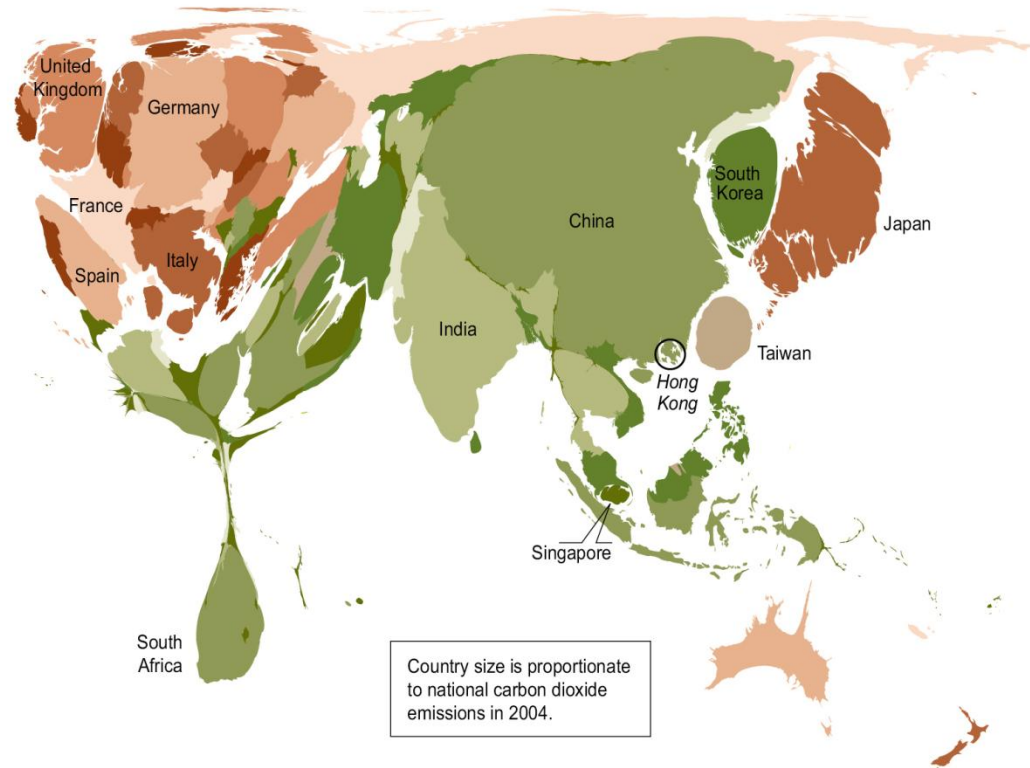 United
Kingdom
Germany
France
Spain
Italy
China
South
Korea
Japan
India
Taiwan
Hong
Kong
Singapore
South
Africa
Country size is proportionate
to national carbon dioxide
emissions in 2004.